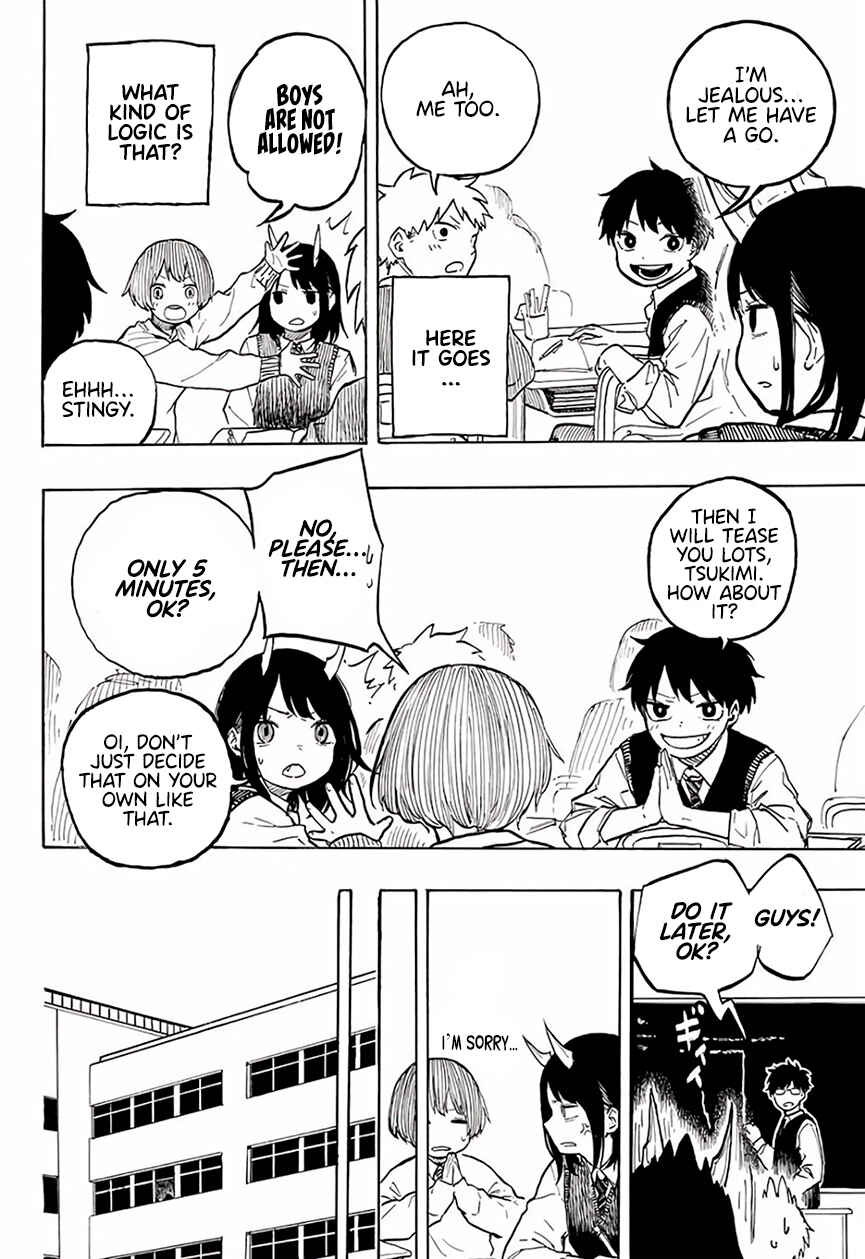 I'M
JEALOUS...
LET ME HAVE
A GO.
AH,
ME TOO.
HERE
IT GOES
...
BOYS
ARE NOT
ALLOWED!
WHAT
KIND OF
LOGIC IS
THAT?
EHHH...
STINGY.
THEN I
WILL TEASE
YOU LOTS,
TSUKIMI.
HOW ABOUT
IT?
NO,
PLEASE...
THEN...
ONLY 5
MINUTES,
OK?
OI, DON'T
JUST DECIDE
THAT ON YOUR
OWN LIKE
THAT.
GUYS!
DO IT
LATER,
OK?
ギィィ
I'M SORRY...